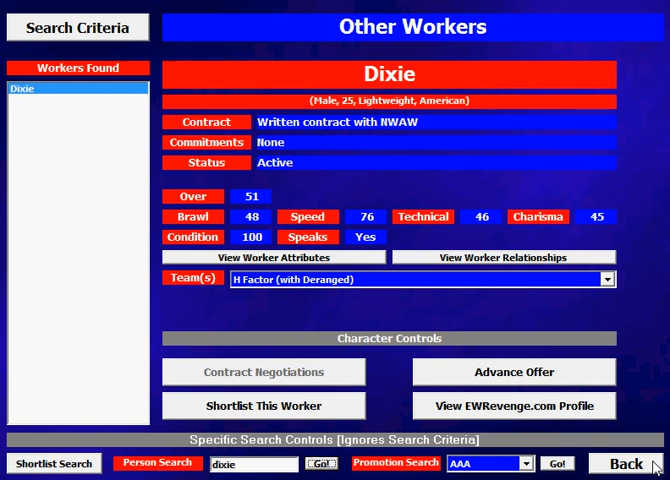 Search Criteria
Other Workers
Workers Found
Dixie
Dixie
(Male, 25, Lightweight, American)
Contract Written contract with NWAW
Commitments None
Status Active
Over 51
Brawl 48 Speed 76 Technical 46 Charisma 45
Condition 100 Speaks Yes
View Worker Attributes View Worker Relationships
Team(s) H Factor (with Deranged)
Character Controls
Contract Negotiations Advance Offer
Shortlist This Worker View EWRevenge.com Profile
Specific Search Controls [Ignores Search Criteria]
Shortlist Search Person Search dixie Go! Promotion Search AAA Go! Back